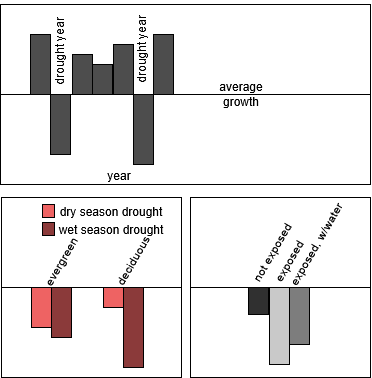 drought year
drought year
average
growth
year
dry season drought
wet season drought
evergreen
deciduous
not exposed
exposed
exposed, w/water